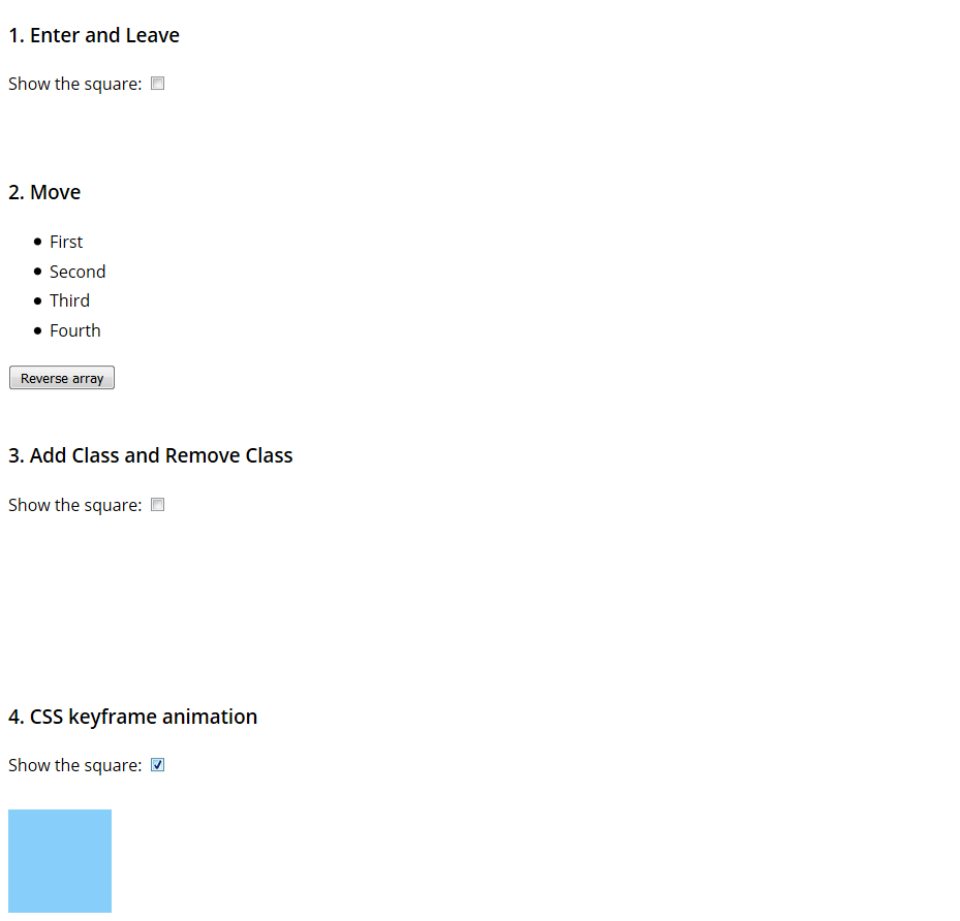 1. Enter and Leave
Show the square:
2. Move
First
Second
Third
Fourth
Reverse array
3. Add Class and Remove Class
Show the square:
4. CSS keyframe animation
Show the square: